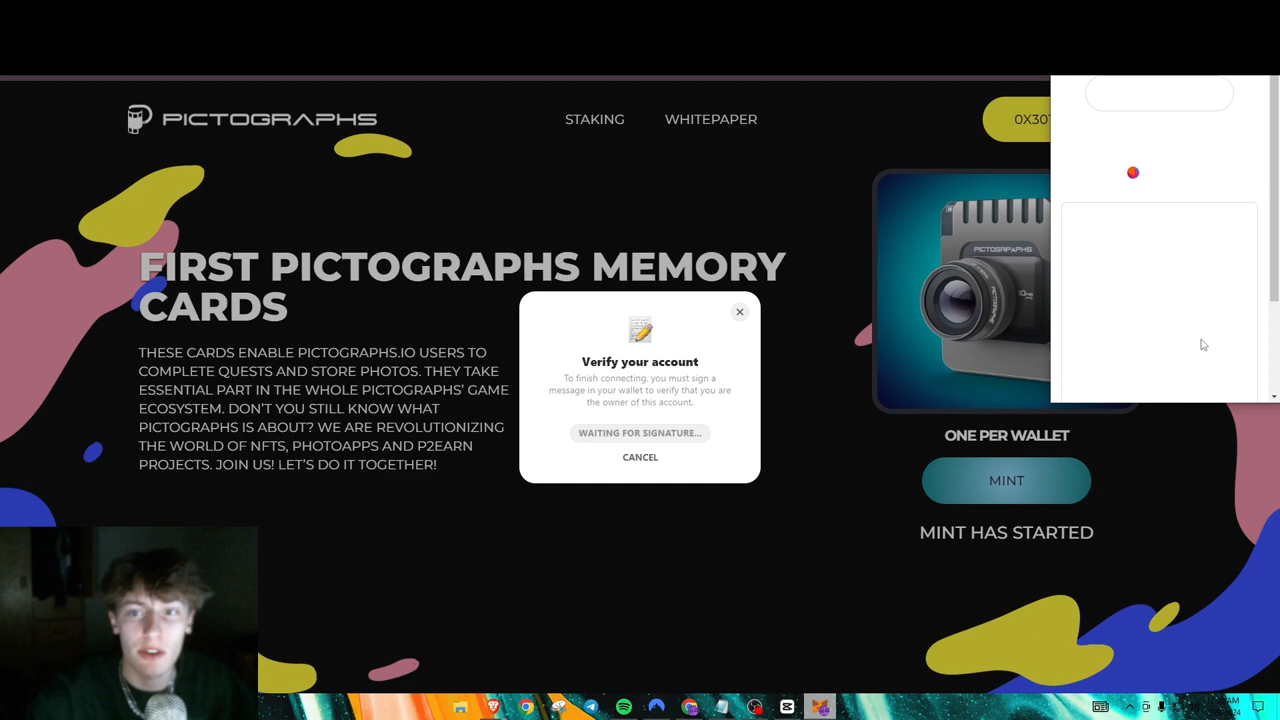 PICTOGRAPHS
STAKING
WHITEPAPER
0X30
FIRST PICTOGRAPHS MEMORY
CARDS
THESE CARDS ENABLE PICTOGRAPHS.IO USERS TO
COMPLETE QUESTS AND STORE PHOTOS. THEY TAKE
ESSENTIAL PART IN THE WHOLE PICTOGRAPHS' GAME
ECOSYSTEM. DON'T YOU STILL KNOW WHAT
PICTOGRAPHS IS ABOUT? WE ARE REVOLUTIONIZING
THE WORLD OF NFTS, PHOTOAPPS AND P2EARN
PROJECTS. JOIN US! LET'S DO IT TOGETHER!
Verify your account
To finish connecting, you must sign a
message in your wallet to verify that you are
the owner of this account.
WAITING FOR SIGNATURE...
CANCEL
ONE PER WALLET
MINT
MINT HAS STARTED